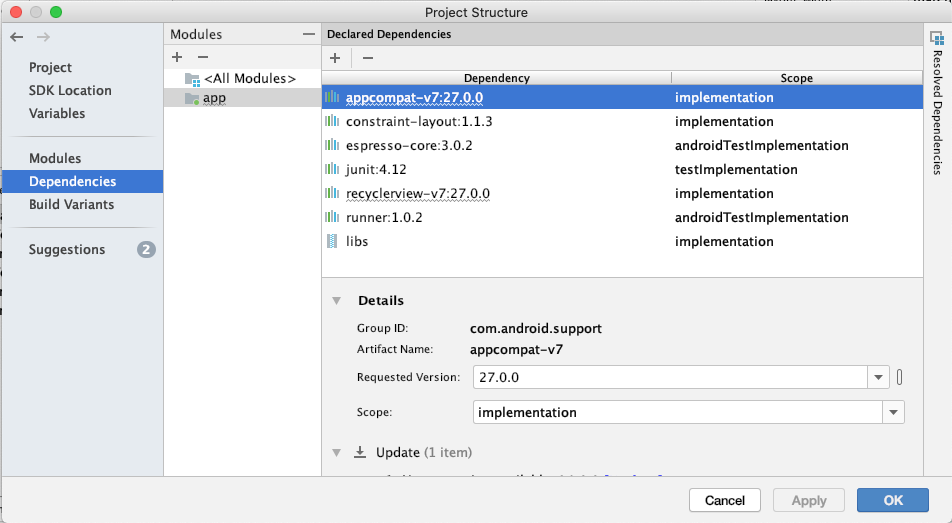 Project Structure
Project
SDK Location
Variables
Modules
Dependencies
Build Variants
Suggestions 2
Modules
<All Modules>
app
Declared Dependencies
Dependency Scope
appcompat-v7:27.0.0 implementation
constraint-layout:1.1.3 implementation
espresso-core:3.0.2 androidTestImplementation
junit:4.12 testImplementation
recyclerview-v7:27.0.0 implementation
runner:1.0.2 androidTestImplementation
libs implementation
Resolved Dependencies
Details
Group ID: com.android.support
Artifact Name: appcompat-v7
Requested Version: 27.0.0
Scope: implementation
Update (1 item)
Cancel Apply OK